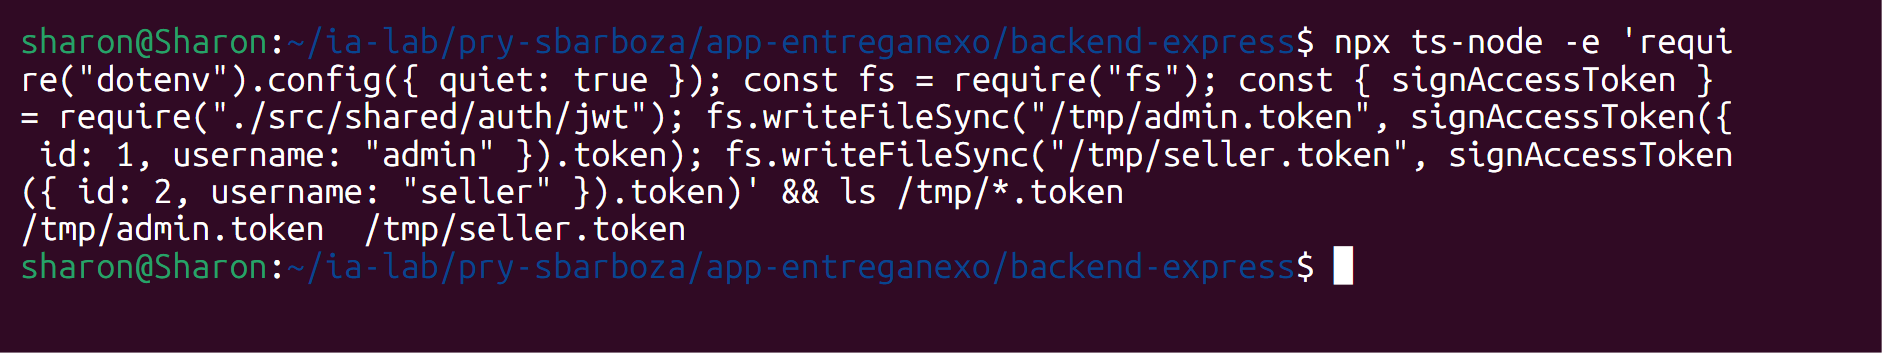 sharon@Sharon:~/ia-lab/pry-sbarboza/app-entreganexo/backend-express$ npx ts-node -e 'requi
re("dotenv").config({ quiet: true }); const fs = require("fs"); const { signAccessToken }
= require("./src/shared/auth/jwt"); fs.writeFileSync("/tmp/admin.token", signAccessToken({
 id: 1, username: "admin" }).token); fs.writeFileSync("/tmp/seller.token", signAccessToken
({ id: 2, username: "seller" }).token)' && ls /tmp/*.token
/tmp/admin.token  /tmp/seller.token
sharon@Sharon:~/ia-lab/pry-sbarboza/app-entreganexo/backend-express$